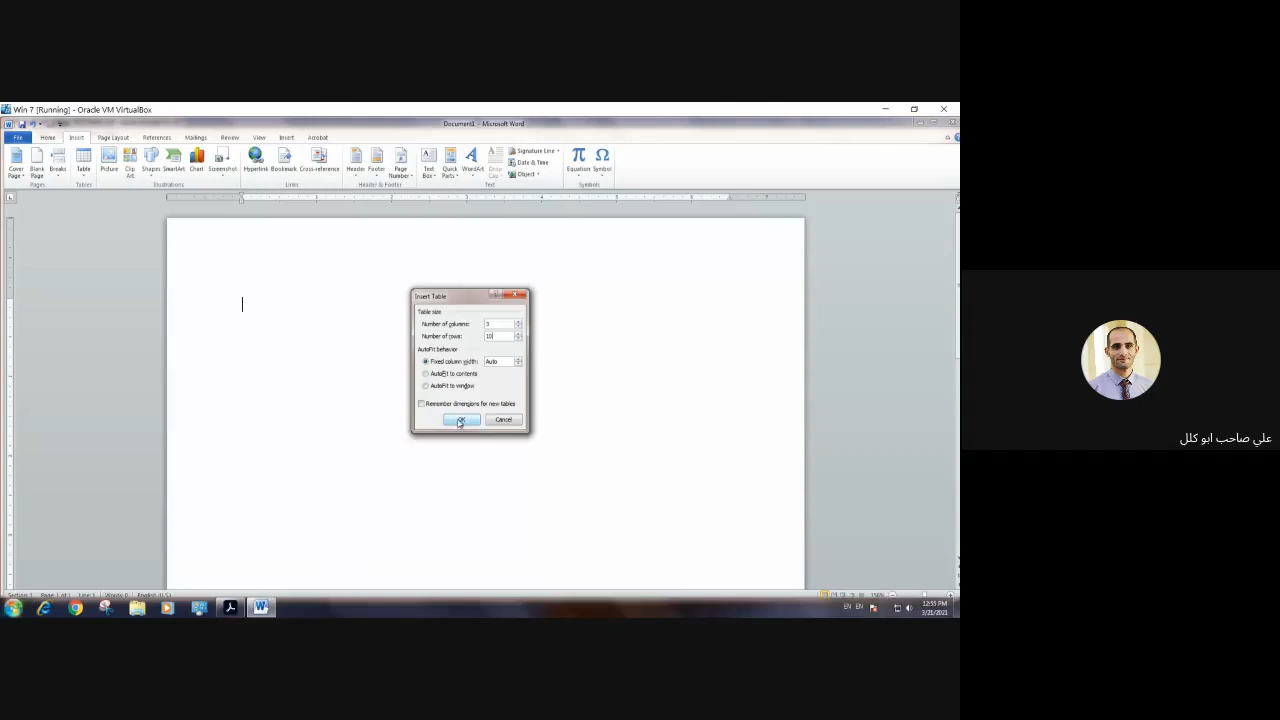 Win 7 [Running] - Oracle VM VirtualBox
Document1 - Microsoft Word
File Home Insert Page Layout References Mailings Review View Insert Acrobat
Cover Page Blank Page Breaks Table Picture Clip Art Shapes SmartArt Chart Screenshot Hyperlink Bookmark Cross-reference Header Footer Page Number Text Box Quick Parts WordArt Drop Cap Signature Line Date & Time Object Equation Symbol
Pages Tables Illustrations Links Header & Footer Text Symbols
Insert Table
Table size
Number of columns: 3
Number of rows: 10
AutoFit behavior
Fixed column width: Auto
AutoFit to contents
AutoFit to window
Remember dimensions for new tables
OK Cancel
علي صاحب ابو كلل
EN EN
12:55 PM
3/21/2021